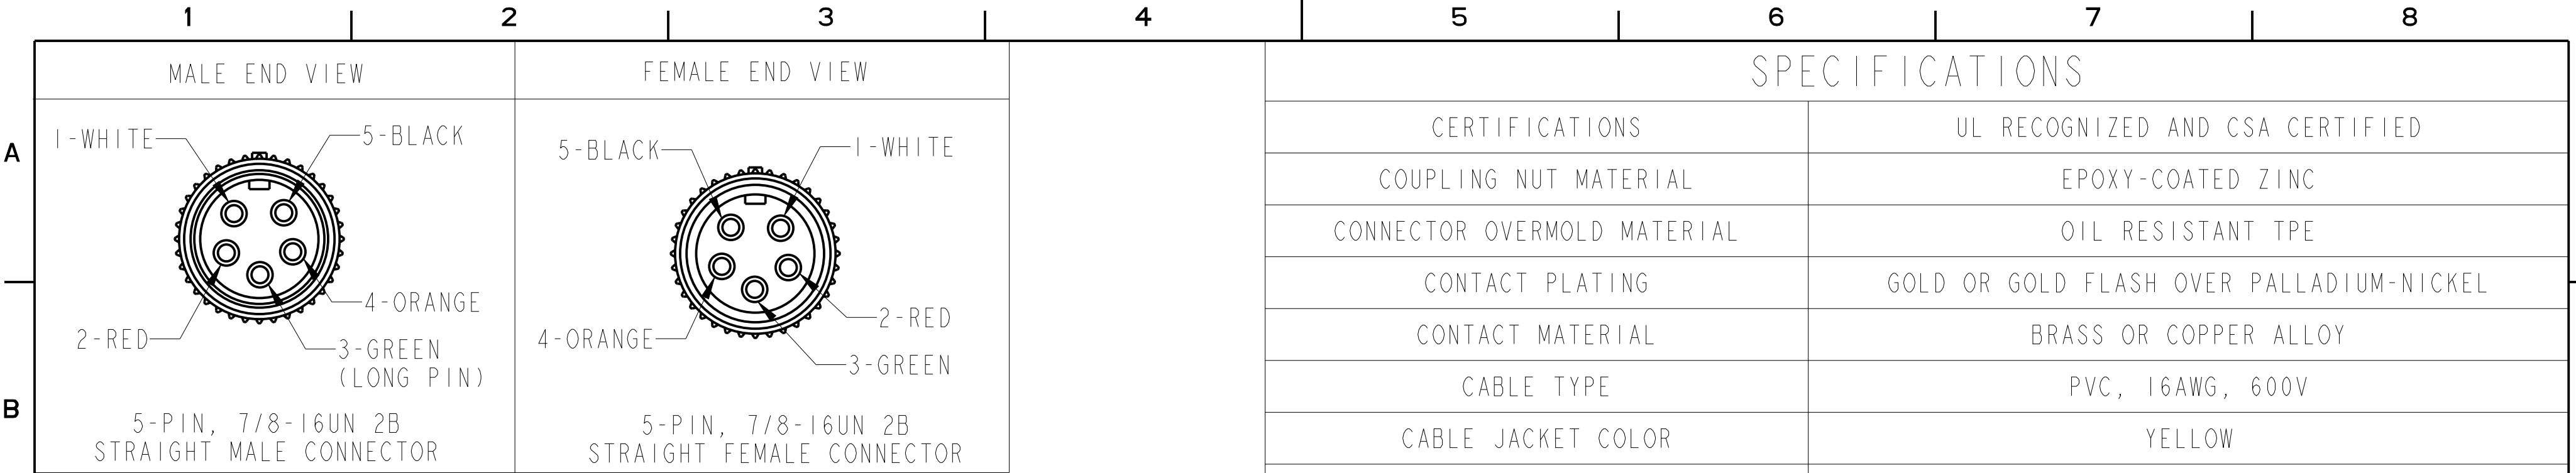 1 2 3 4 5 6 7 8
A
B
MALE END VIEW
1-WHITE
5-BLACK
4-ORANGE
2-RED
3-GREEN
(LONG PIN)
5-PIN, 7/8-16UN 2B
STRAIGHT MALE CONNECTOR
FEMALE END VIEW
5-BLACK
1-WHITE
2-RED
4-ORANGE
3-GREEN
5-PIN, 7/8-16UN 2B
STRAIGHT FEMALE CONNECTOR
SPECIFICATIONS
CERTIFICATIONS UL RECOGNIZED AND CSA CERTIFIED
COUPLING NUT MATERIAL EPOXY-COATED ZINC
CONNECTOR OVERMOLD MATERIAL OIL RESISTANT TPE
CONTACT PLATING GOLD OR GOLD FLASH OVER PALLADIUM-NICKEL
CONTACT MATERIAL BRASS OR COPPER ALLOY
CABLE TYPE PVC, 16AWG, 600V
CABLE JACKET COLOR YELLOW